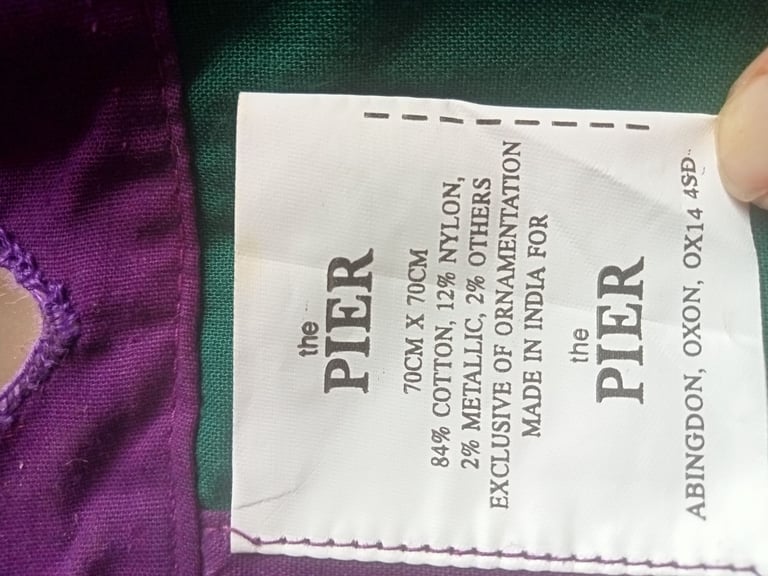 the
PIER
70CM X 70CM
84% COTTON, 12% NYLON,
2% METALLIC, 2% OTHERS
EXCLUSIVE OF ORNAMENTATION
MADE IN INDIA FOR
the
PIER
ABINGDON, OXON, OX14 4SD